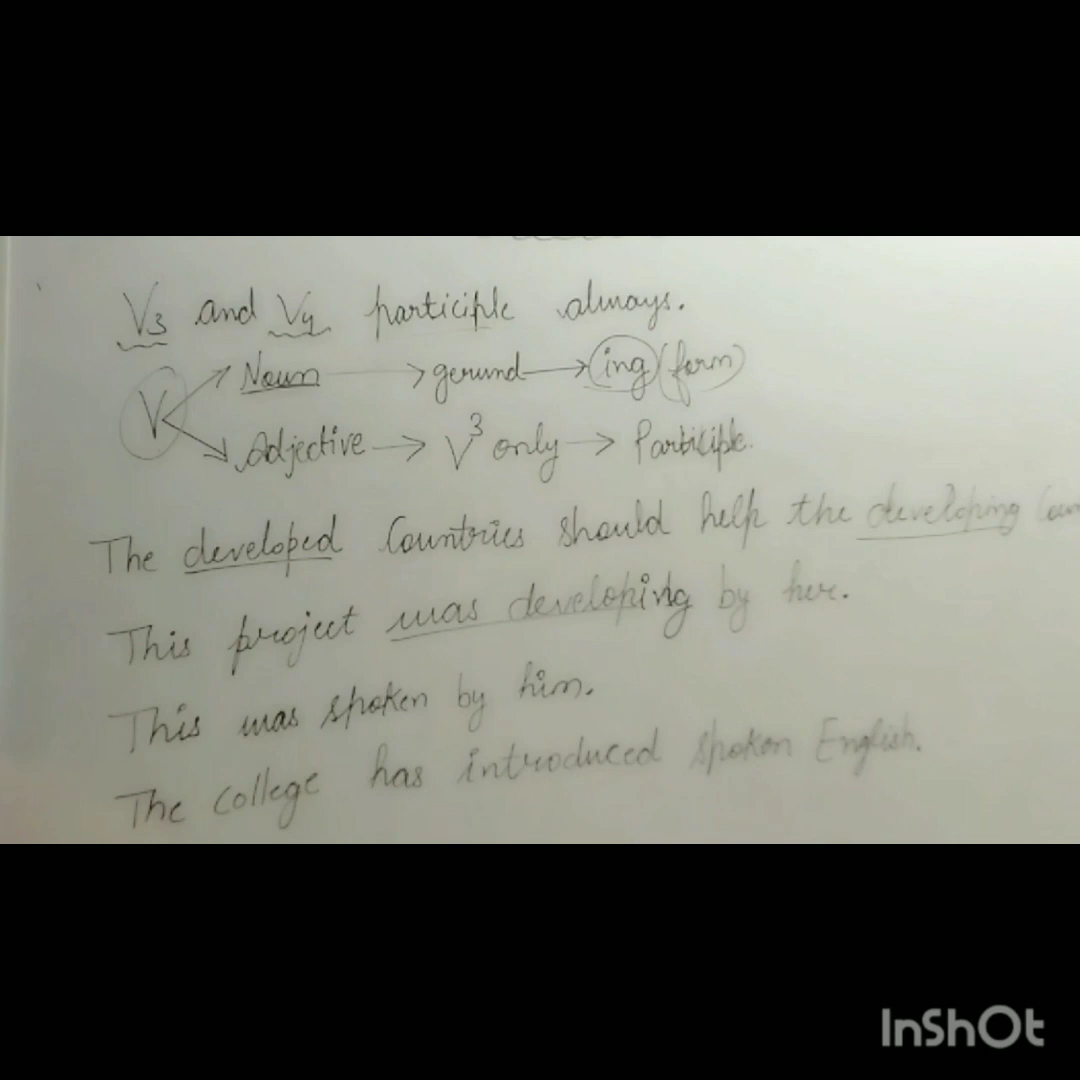 V3 and V4 participle always.
V Noun → gerund → ing (form)
Adjective → V³ only → Participle.
The developed Countries should help the developing
This project was developing by her.
This was spoken by him.
The college has introduced spoken English.
InShOt